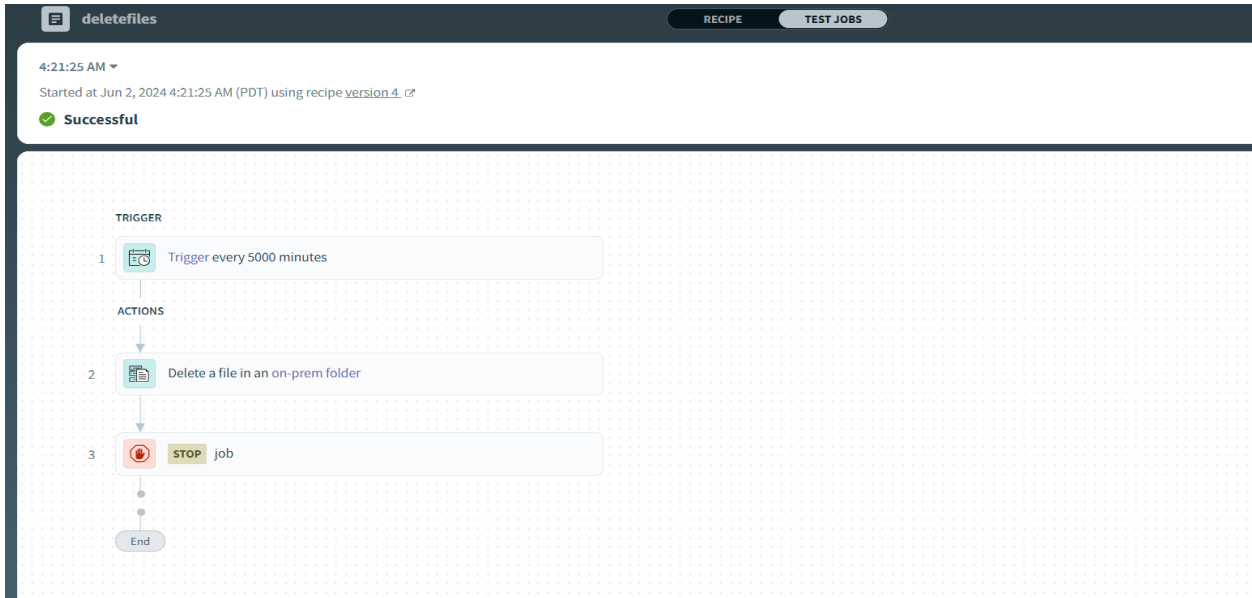 deletefiles
RECIPE
TEST JOBS
4:21:25 AM
Started at Jun 2, 2024 4:21:25 AM (PDT) using recipe version 4
Successful
TRIGGER
1 Trigger every 5000 minutes
ACTIONS
2 Delete a file in an on-prem folder
3 STOP job
End